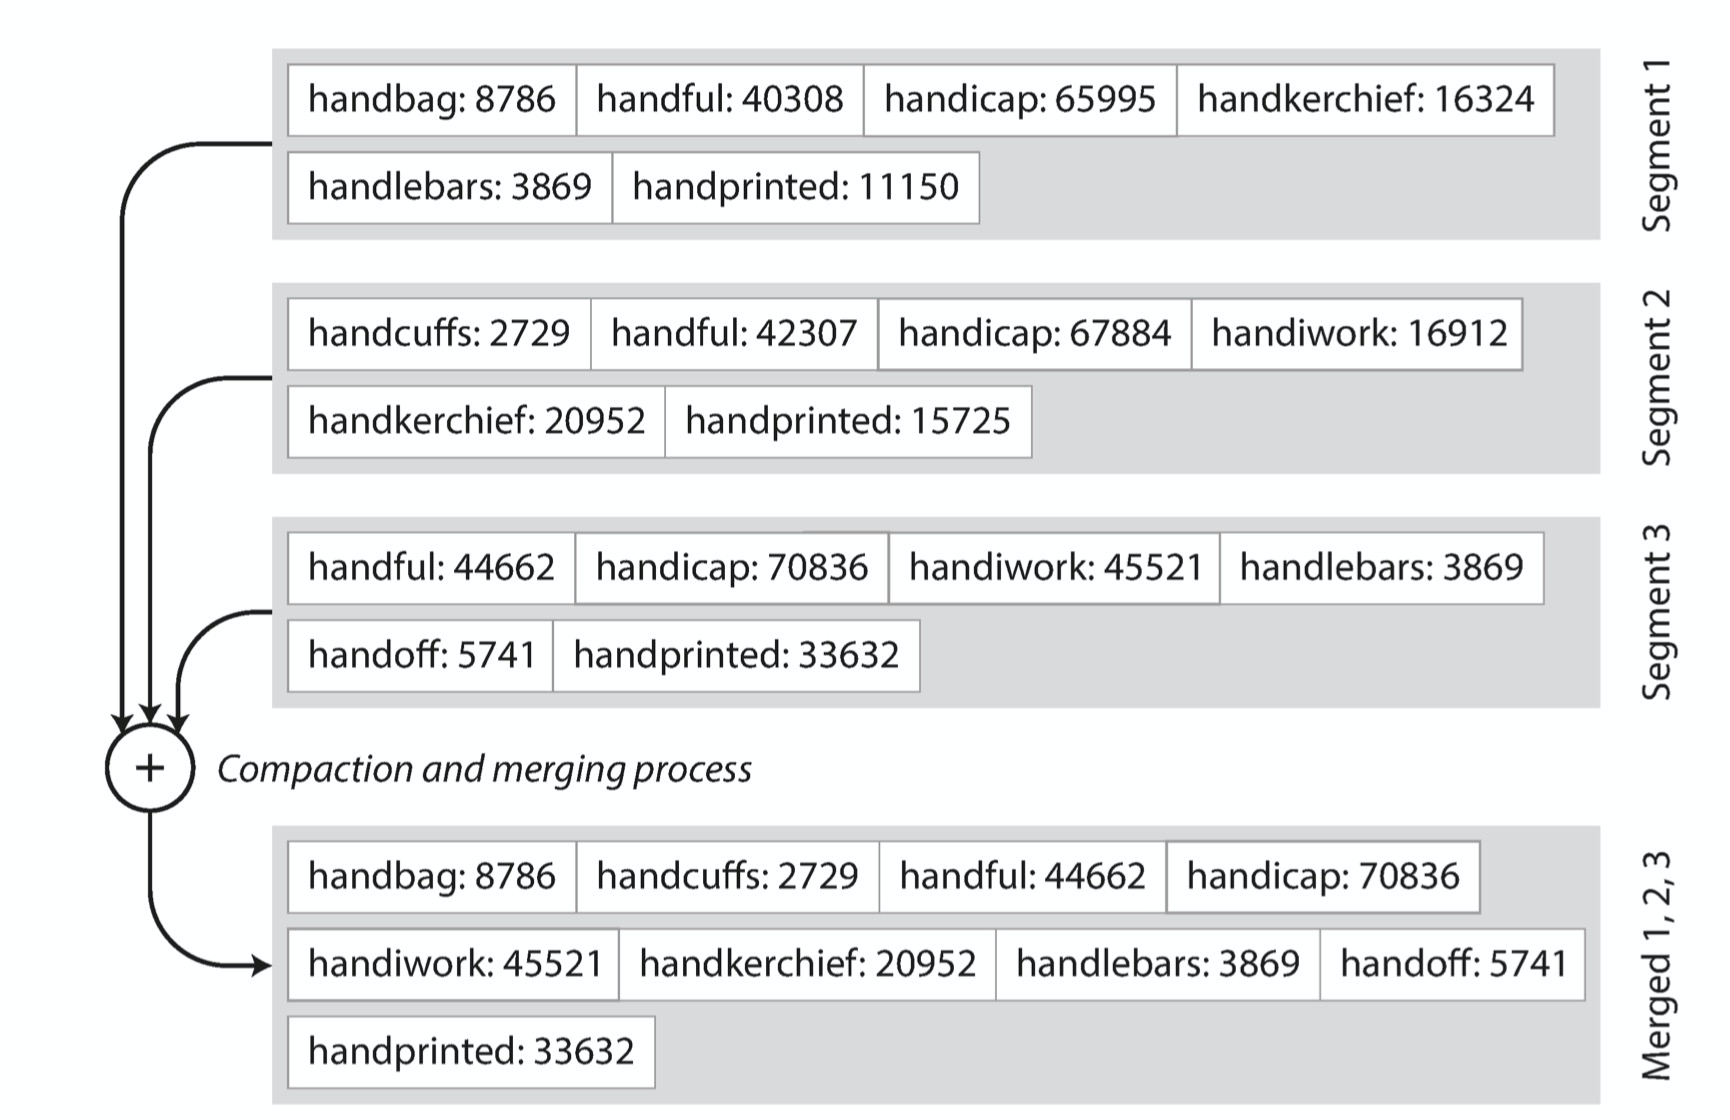 handbag: 8786 handful: 40308 handicap: 65995 handkerchief: 16324
handlebars: 3869 handprinted: 11150
Segment 1
handcuffs: 2729 handful: 42307 handicap: 67884 handiwork: 16912
handkerchief: 20952 handprinted: 15725
Segment 2
handful: 44662 handicap: 70836 handiwork: 45521 handlebars: 3869
handoff: 5741 handprinted: 33632
Segment 3
+ Compaction and merging process
handbag: 8786 handcuffs: 2729 handful: 44662 handicap: 70836
handiwork: 45521 handkerchief: 20952 handlebars: 3869 handoff: 5741
handprinted: 33632
Merged 1, 2, 3